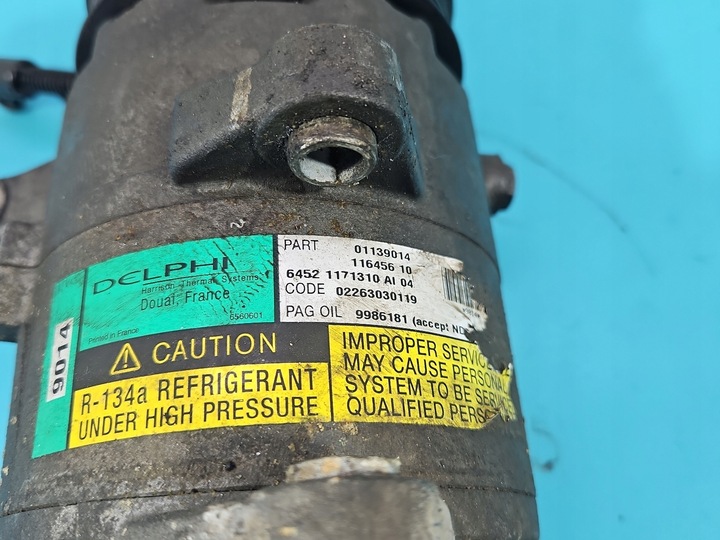 DELPHI
Harrison Thermal Systems
Douai, France
6560601
Printed in France
9014
PART 01139014
116456 10
6452 1171310 AI 04
CODE 02263030119
PAG OIL 9986181 (accept ND
CAUTION
R-134a REFRIGERANT
UNDER HIGH PRESSURE
IMPROPER SERVIC
MAY CAUSE PERSONA
SYSTEM TO BE SERV
QUALIFIED PERS